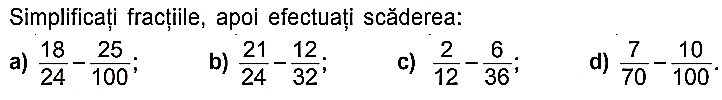 Simplificați fracțiile, apoi efectuați scăderea:
a) 18/24 − 25/100; b) 21/24 − 12/32; c) 2/12 − 6/36; d) 7/70 − 10/100.